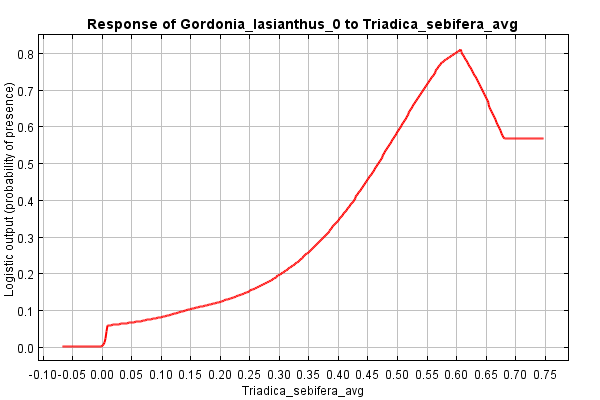 Response of Gordonia_lasianthus_0 to Triadica_sebifera_avg
Logistic output (probability of presence)
0.8
0.7
0.6
0.5
0.4
0.3
0.2
0.1
0.0
-0.10 -0.05 0.00 0.05 0.10 0.15 0.20 0.25 0.30 0.35 0.40 0.45 0.50 0.55 0.60 0.65 0.70 0.75
Triadica_sebifera_avg